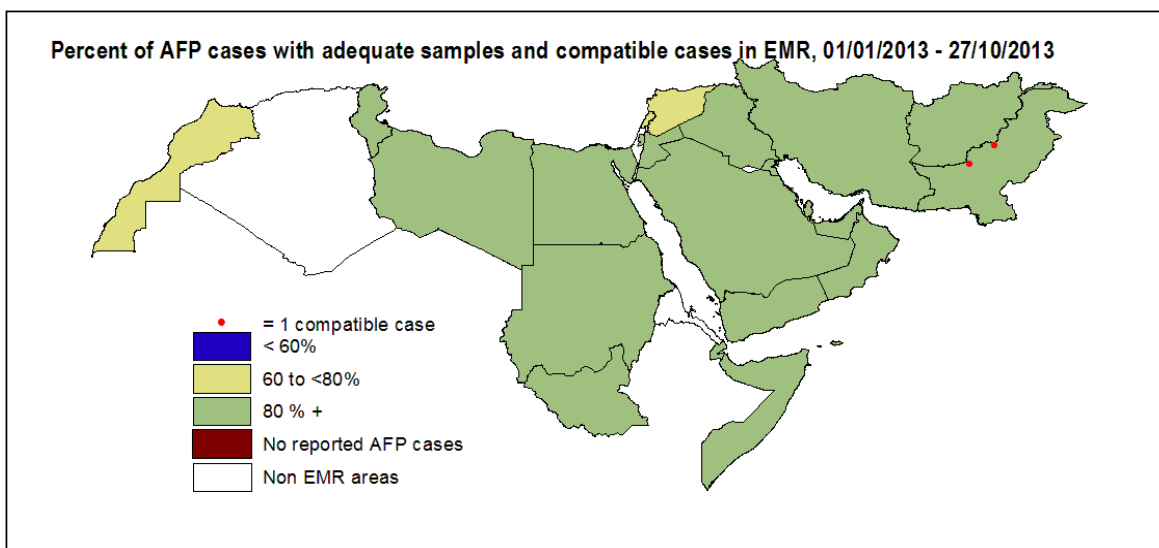 Percent of AFP cases with adequate samples and compatible cases in EMR, 01/01/2013 - 27/10/2013
= 1 compatible case
< 60%
60 to <80%
80 % +
No reported AFP cases
Non EMR areas